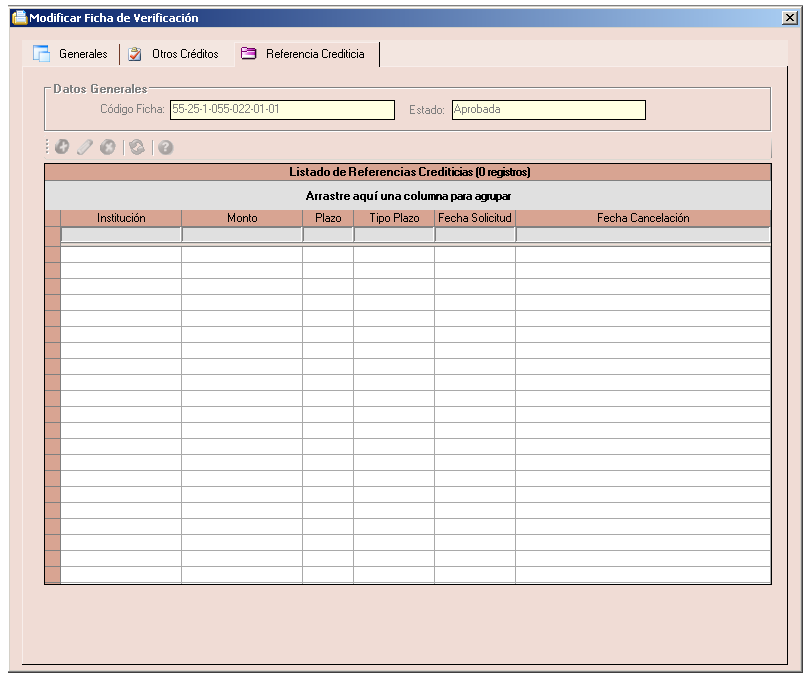 Modificar Ficha de Verificación
Generales Otros Créditos Referencia Crediticia
Datos Generales
Código Ficha: 55-25-1-055-022-01-01 Estado: Aprobada
Listado de Referencias Crediticias (0 registros)
Arrastre aquí una columna para agrupar
Institución Monto Plazo Tipo Plazo Fecha Solicitud Fecha Cancelación